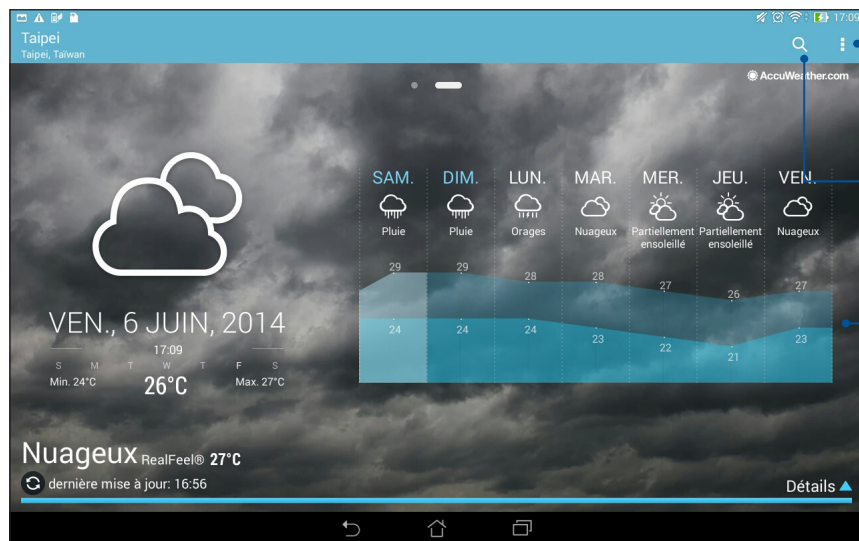 17:09
Taipei
Taipei, Taïwan
AccuWeather.com
SAM. DIM. LUN. MAR. MER. JEU. VEN.
Pluie Pluie Orages Nuageux Partiellement ensoleillé Partiellement ensoleillé Nuageux
29 29 28 28 27 26 27
24 24 24 23 22 21 23
VEN., 6 JUIN, 2014
17:09
S M T W T F S
Min. 24°C 26°C Max. 27°C
Nuageux RealFeel® 27°C
dernière mise à jour: 16:56
Détails